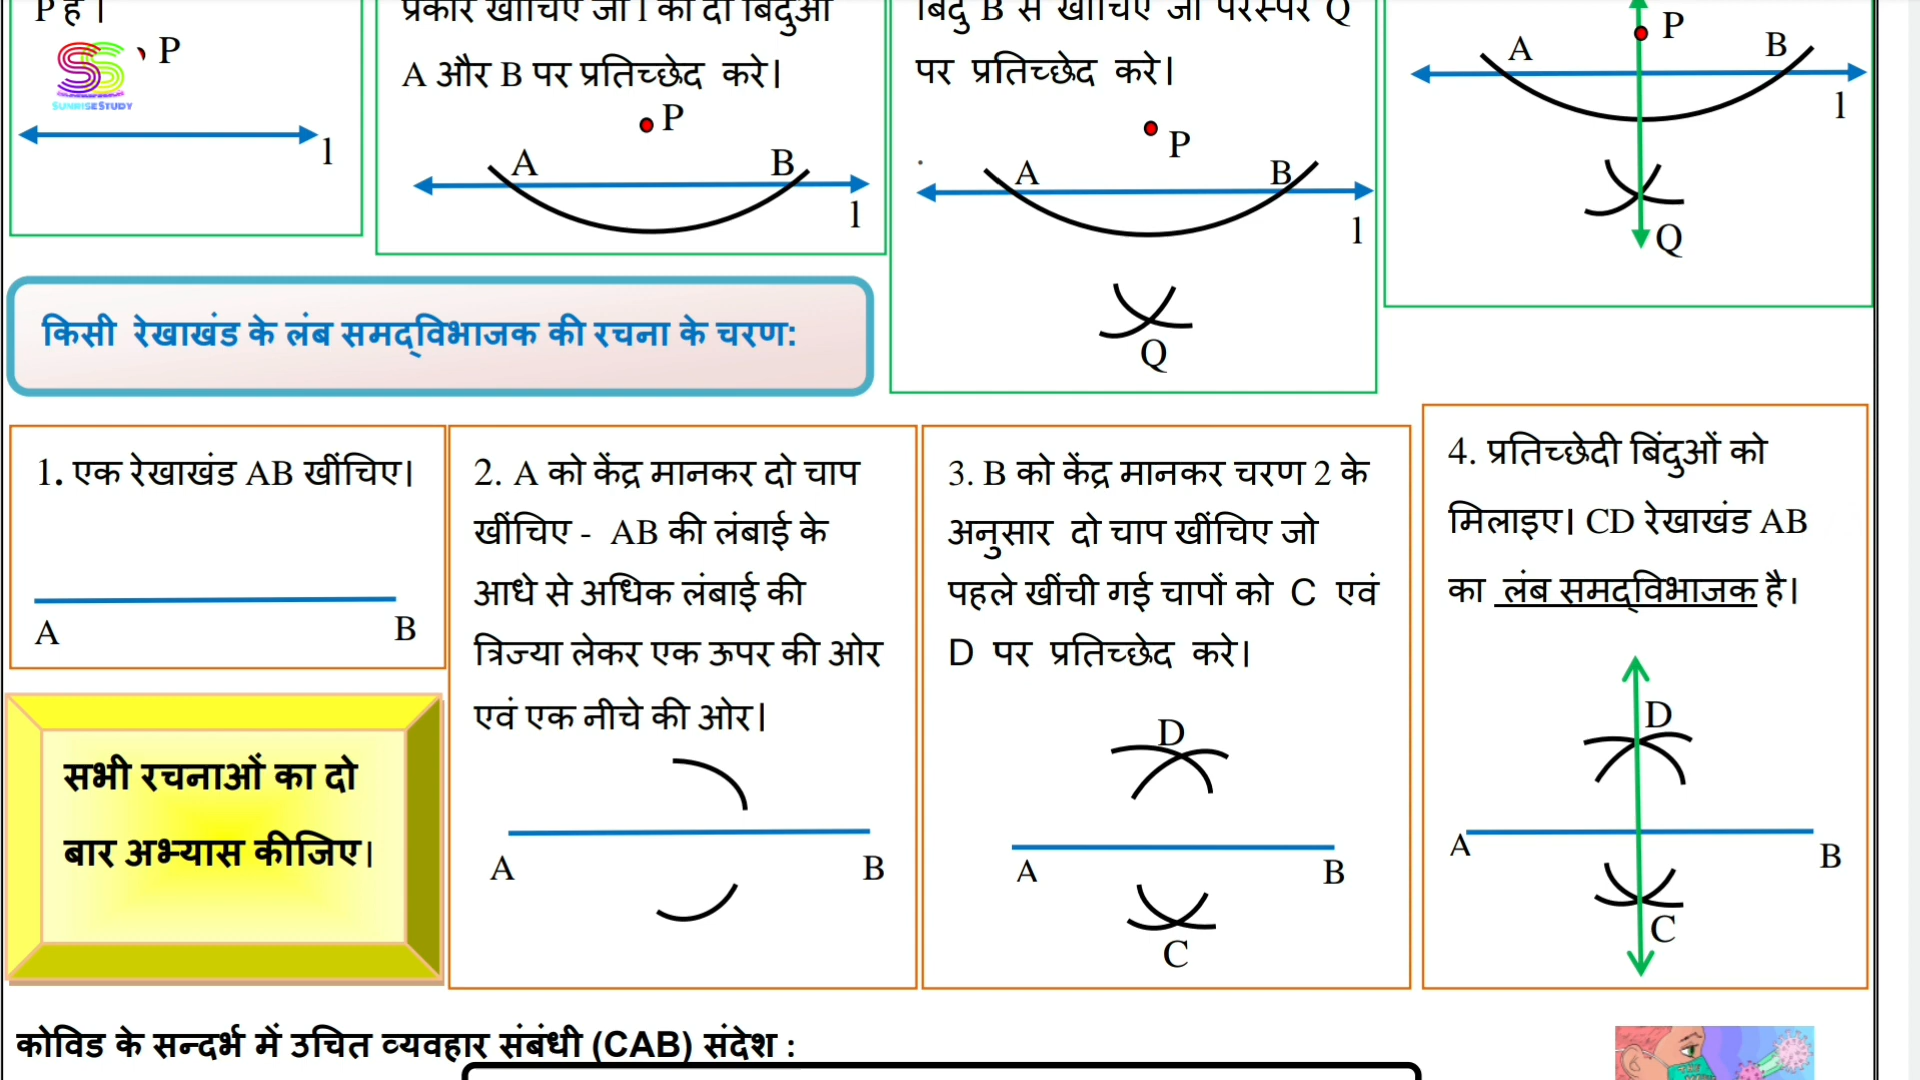 P है ।
P
SUNRISE STUDY
l
प्रकार खींचिए जो l को दो बिंदुओं
A और B पर प्रतिच्छेद करे।
P
A
B
l
बिंदु B से खींचिए जो परस्पर Q
पर प्रतिच्छेद करे।
P
A
B
l
Q
P
A
B
l
Q
किसी रेखाखंड के लंब समद्विभाजक की रचना के चरण:
1. एक रेखाखंड AB खींचिए।
A
B
2. A को केंद्र मानकर दो चाप
खींचिए - AB की लंबाई के
आधे से अधिक लंबाई की
त्रिज्या लेकर एक ऊपर की ओर
एवं एक नीचे की ओर।
A
B
3. B को केंद्र मानकर चरण 2 के
अनुसार दो चाप खींचिए जो
पहले खींची गई चापों को C एवं
D पर प्रतिच्छेद करे।
D
A
B
C
4. प्रतिच्छेदी बिंदुओं को
मिलाइए। CD रेखाखंड AB
का लंब समद्विभाजक है।
D
A
B
C
सभी रचनाओं का दो
बार अभ्यास कीजिए।
कोविड के सन्दर्भ में उचित व्यवहार संबंधी (CAB) संदेश :